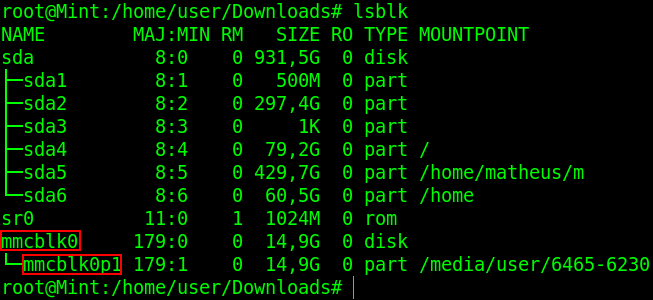 root@Mint:/home/user/Downloads# lsblk
NAME        MAJ:MIN RM   SIZE RO TYPE MOUNTPOINT
sda           8:0    0 931,5G  0 disk
├─sda1        8:1    0   500M  0 part
├─sda2        8:2    0 297,4G  0 part
├─sda3        8:3    0     1K  0 part
├─sda4        8:4    0  79,2G  0 part /
├─sda5        8:5    0 429,7G  0 part /home/matheus/m
└─sda6        8:6    0  60,5G  0 part /home
sr0          11:0    1  1024M  0 rom
mmcblk0     179:0    0  14,9G  0 disk
└─mmcblk0p1 179:1    0  14,9G  0 part /media/user/6465-6230
root@Mint:/home/user/Downloads#